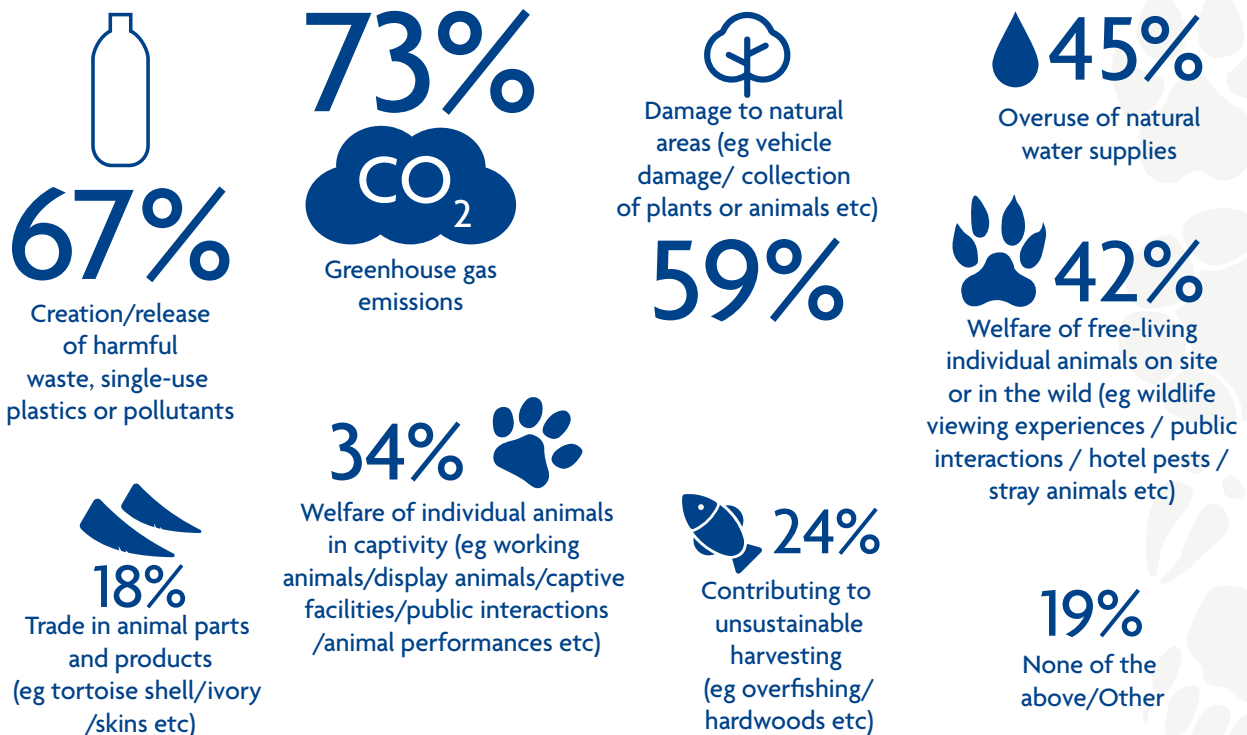 67%
Creation/release
of harmful
waste, single-use
plastics or pollutants
73%
CO2
Greenhouse gas
emissions
Damage to natural
areas (eg vehicle
damage/ collection
of plants or animals etc)
59%
45%
Overuse of natural
water supplies
42%
Welfare of free-living
individual animals on site
or in the wild (eg wildlife
viewing experiences / public
interactions / hotel pests /
stray animals etc)
18%
Trade in animal parts
and products
(eg tortoise shell/ivory
/skins etc)
34%
Welfare of individual animals
in captivity (eg working
animals/display animals/captive
facilities/public interactions
/animal performances etc)
24%
Contributing to
unsustainable
harvesting
(eg overfishing/
hardwoods etc)
19%
None of the
above/Other